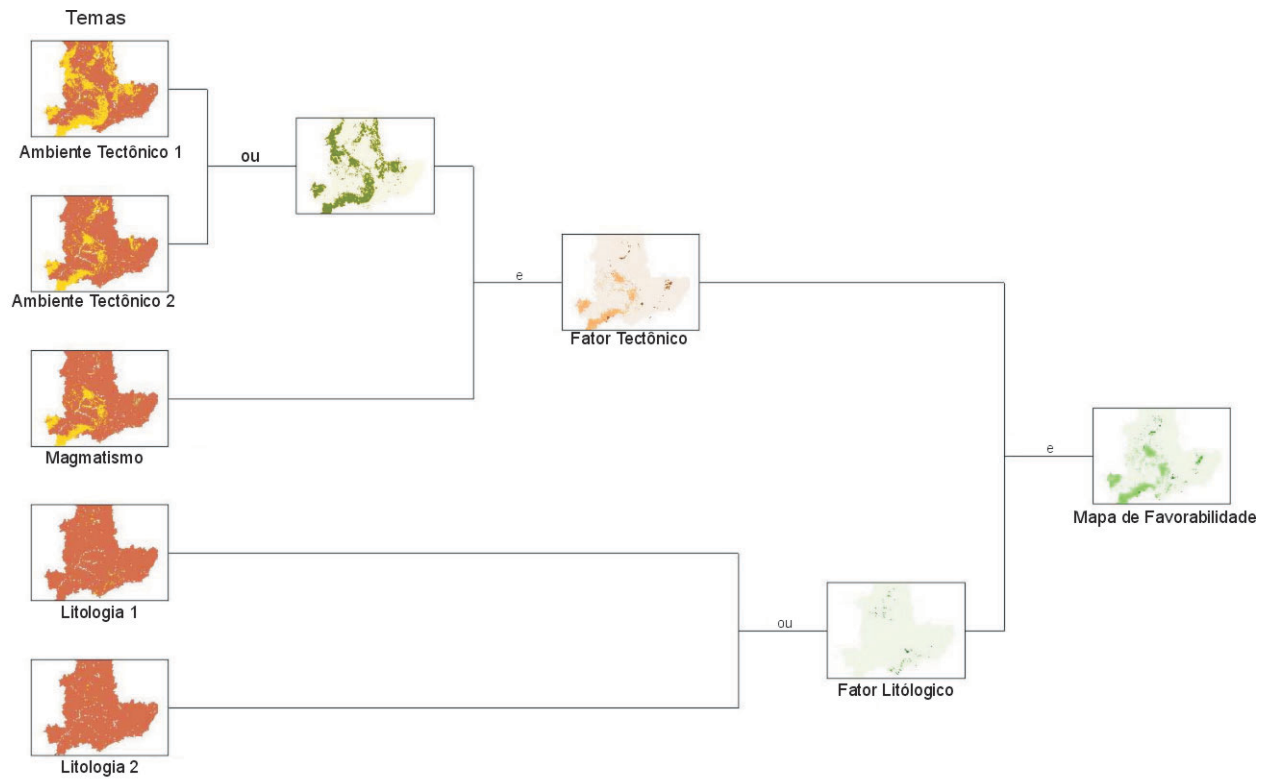 Temas
Ambiente Tectônico 1
ou
Ambiente Tectônico 2
e
Fator Tectônico
Magmatismo
e
Mapa de Favorabilidade
Litologia 1
ou
Fator Litólogico
Litologia 2